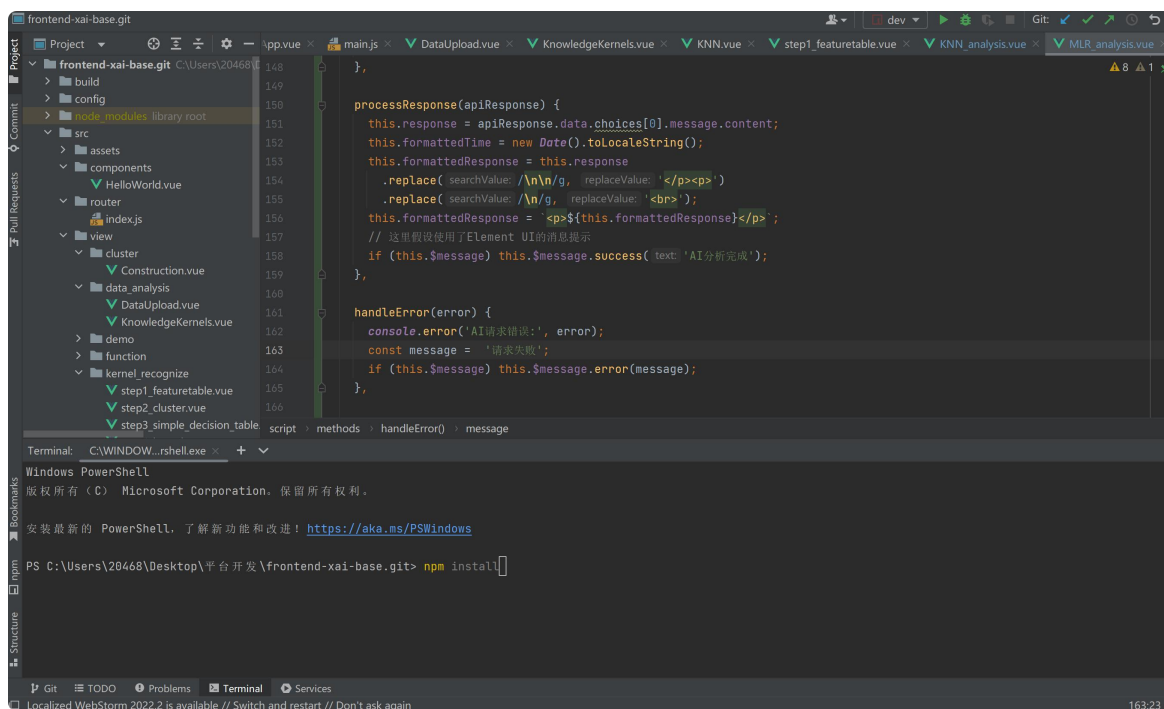 frontend-xai-base.git
dev
Git:
Project
\pp.vue
main.js
DataUpload.vue
KnowledgeKernels.vue
KNN.vue
step1_featuretable.vue
KNN_analysis.vue
MLR_analysis.vue
Project
Commit
Pull Requests
frontend-xai-base.git C:\Users\20468\D
build
config
node_modules library root
src
assets
components
HelloWorld.vue
router
index.js
view
cluster
Construction.vue
data_analysis
DataUpload.vue
KnowledgeKernels.vue
demo
function
kernel_recognize
step1_featuretable.vue
step2_cluster.vue
step3_simple_decision_table.
8 1
148 },
149
150 processResponse(apiResponse) {
151 this.response = apiResponse.data.choices[0].message.content;
152 this.formattedTime = new Date().toLocaleString();
153 this.formattedResponse = this.response
154 .replace( searchValue: /\n\n/g, replaceValue: '</p><p>')
155 .replace( searchValue: /\n/g, replaceValue: '<br>');
156 this.formattedResponse = `<p>${this.formattedResponse}</p>`;
157 // 这里假设使用了Element UI的消息提示
158 if (this.$message) this.$message.success( text: 'AI分析完成');
159 },
160
161 handleError(error) {
162 console.error('AI请求错误:', error);
163 const message = '请求失败';
164 if (this.$message) this.$message.error(message);
165 },
166
script > methods > handleError() > message
Terminal: C:\WINDOW...rshell.exe × +
Windows PowerShell
版权所有（C） Microsoft Corporation。保留所有权利。
安装最新的 PowerShell，了解新功能和改进！https://aka.ms/PSWindows
PS C:\Users\20468\Desktop\平台开发\frontend-xai-base.git> npm install
Bookmarks
npm
Structure
Git
TODO
Problems
Terminal
Services
Localized WebStorm 2022.2 is available // Switch and restart // Don't ask again
163:23